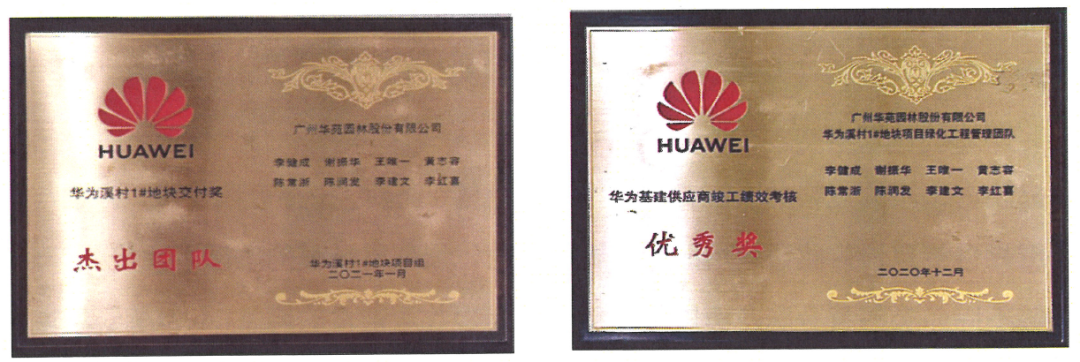 HUAWEI
华为溪村1#地块交付奖
杰出团队
广州华苑园林股份有限公司
李健成 谢振华 王唯一 黄志容
陈常浙 陈润发 李建文 李红喜
华为溪村1#地块项目组
二〇二一年一月
HUAWEI
华为基建供应商竣工绩效考核
优秀奖
广州华苑园林股份有限公司
华为溪村1#地块项目绿化工程管理团队
李健成 谢振华 王唯一 黄志容
陈常浙 陈润发 李建文 李红喜
二〇二〇年十二月